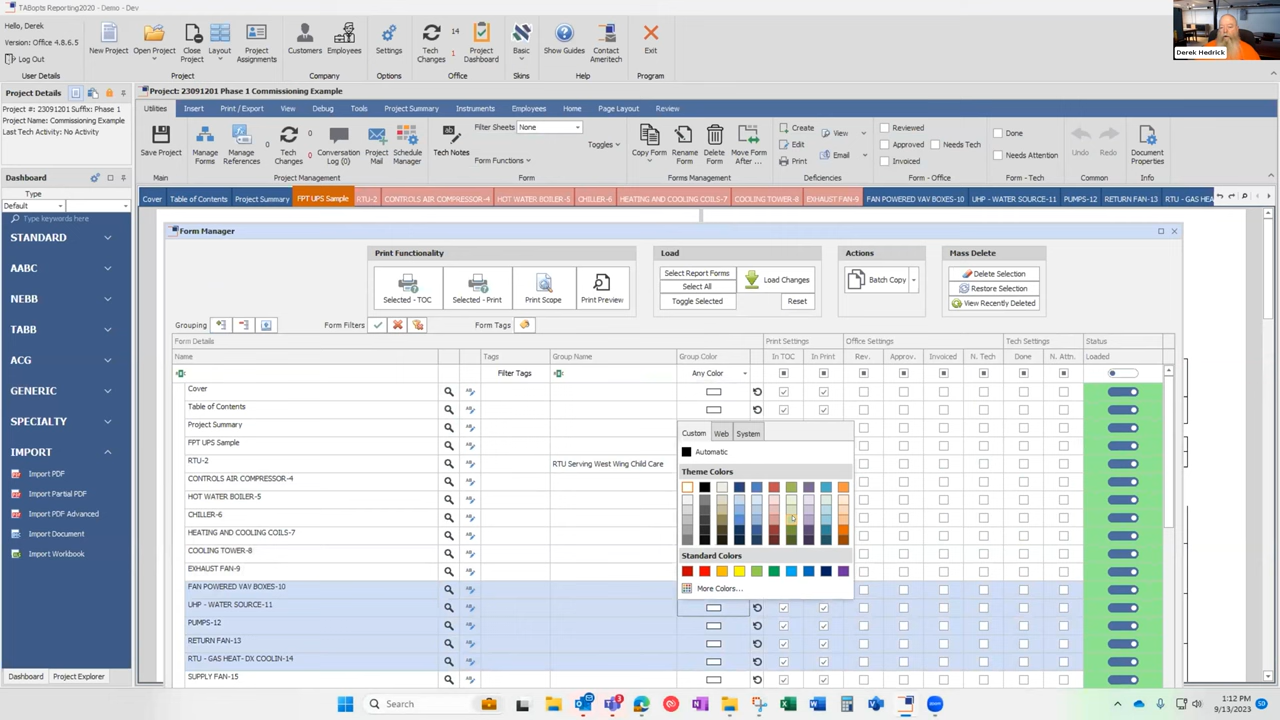 TABopts Reporting2020 - Demo - Dev
Hello, Derek
Version: Office 4.8.6.5
Log Out
User Details
New Project
Open Project
Close Project
Layout
Project Assignments
Project
Customers
Employees
Company
Settings
Options
Tech Changes
14
1
Project Dashboard
Office
Basic
Skins
Show Guides
Contact Ameritech
Help
Exit
Program
Derek Hedrick
Project Details
Project #: 23091201 Suffix: Phase 1
Project Name: Commissioning Example
Last Tech Activity: No Activity
Dashboard
Type
Default
Type keywords here
STANDARD
AABC
NEBB
TABB
ACG
GENERIC
SPECIALTY
IMPORT
Import PDF
Import Partial PDF
Import PDF Advanced
Import Document
Import Workbook
Dashboard
Project Explorer
Project: 23091201 Phase 1 Commissioning Example
Utilities
Insert
Print / Export
View
Debug
Tools
Project Summary
Instruments
Employees
Home
Page Layout
Review
Save Project
Main
Manage Forms
Manage References
0
Tech Changes
0
0
Conversation Log (0)
Project Mail
Schedule Manager
Project Management
Tech Notes
Filter Sheets
None
Form Functions
Toggles
Form
Copy Form
Rename Form
Delete Form
Move Form After ...
Forms Management
Create
View
Edit
Print
Email
Deficiencies
Reviewed
Approved
Needs Tech
Invoiced
Form - Office
Done
Needs Attention
Form - Tech
Undo
Redo
Common
Document Properties
Info
Cover
Table of Contents
Project Summary
FPT UPS Sample
RTU-2
CONTROLS AIR COMPRESSOR-4
HOT WATER BOILER-5
CHILLER-6
HEATING AND COOLING COILS-7
COOLING TOWER-8
EXHAUST FAN-9
FAN POWERED VAV BOXES-10
UHP - WATER SOURCE-11
PUMPS-12
RETURN FAN-13
RTU - GAS HEA
Form Manager
Print Functionality
Selected - TOC
Selected - Print
Print Scope
Print Preview
Load
Select Report Forms
Select All
Toggle Selected
Load Changes
Reset
Actions
Batch Copy
Mass Delete
Delete Selection
Restore Selection
View Recently Deleted
Grouping
Form Filters
Form Tags
Form Details
Print Settings
Office Settings
Tech Settings
Status
Name
Tags
Group Name
Group Color
In TOC
In Print
Rev.
Approv.
Invoiced
N. Tech
Done
N. Attn.
Loaded
Filter Tags
Any Color
Cover
Table of Contents
Project Summary
FPT UPS Sample
RTU-2
RTU Serving West Wing Child Care
CONTROLS AIR COMPRESSOR-4
HOT WATER BOILER-5
CHILLER-6
HEATING AND COOLING COILS-7
COOLING TOWER-8
EXHAUST FAN-9
FAN POWERED VAV BOXES-10
UHP - WATER SOURCE-11
PUMPS-12
RETURN FAN-13
RTU - GAS HEAT- DX COOLIN-14
SUPPLY FAN-15
Custom
Web
System
Automatic
Theme Colors
Standard Colors
More Colors...
Search
1:12 PM
9/13/2023